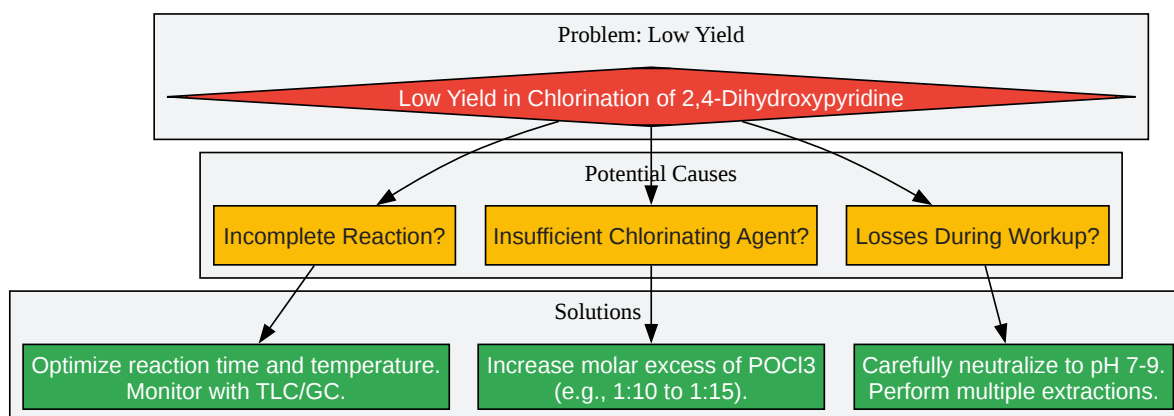 Problem: Low Yield
Low Yield in Chlorination of 2,4-Dihydroxypyridine
Potential Causes
Incomplete Reaction?
Insufficient Chlorinating Agent?
Losses During Workup?
Solutions
Optimize reaction time and temperature.
Monitor with TLC/GC.
Increase molar excess of POCl3
(e.g., 1:10 to 1:15).
Carefully neutralize to pH 7-9.
Perform multiple extractions.